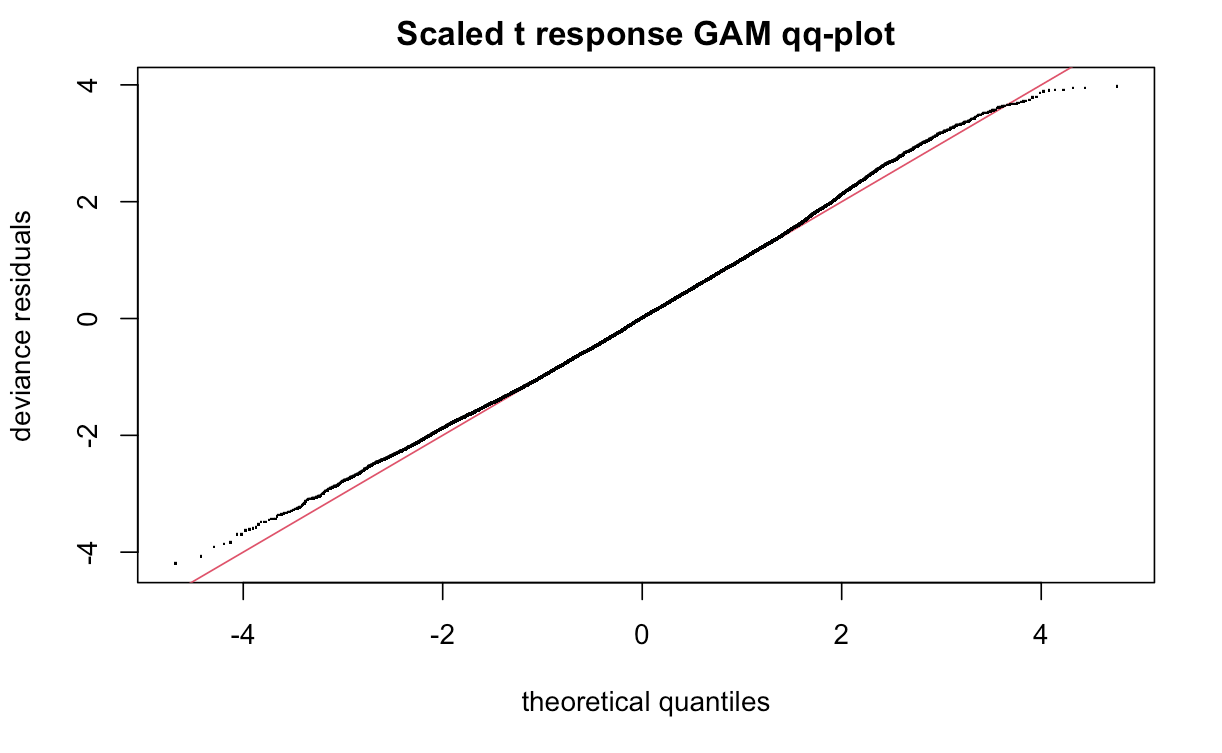 Scaled t response GAM qq-plot
4
2
0
-2
-4
deviance residuals
-4 -2 0 2 4
theoretical quantiles